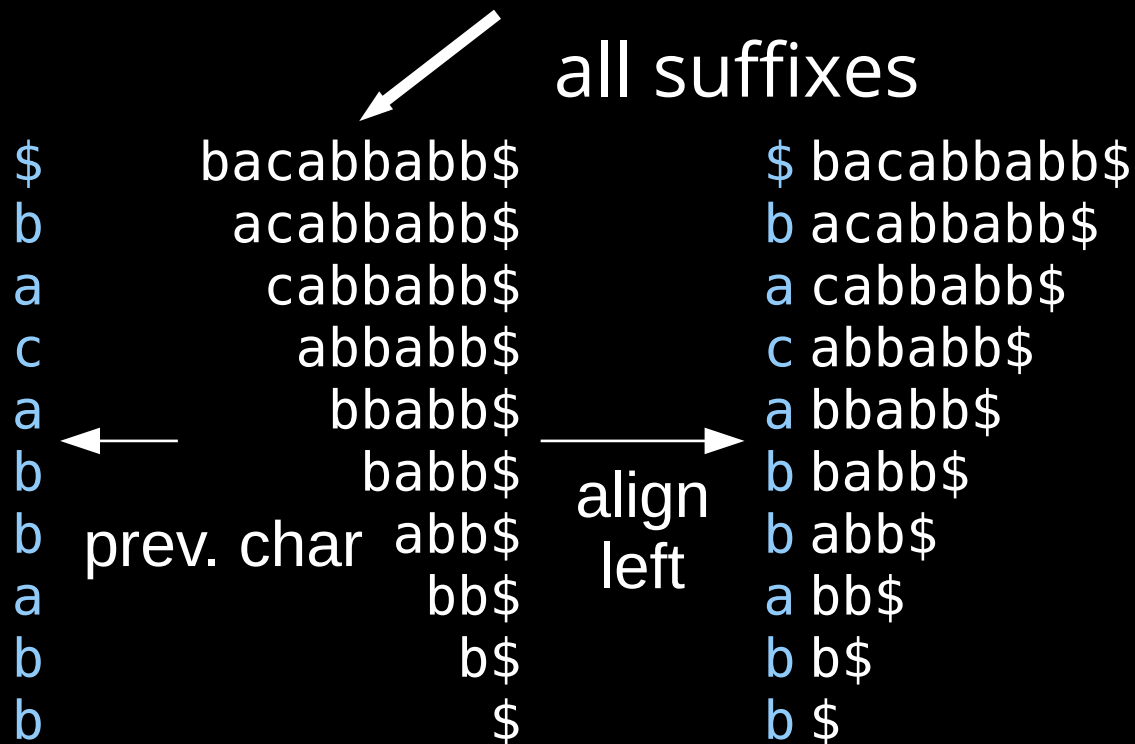 all suffixes
$ bacabbabb$ $ bacabbabb$
b acabbabb$ b acabbabb$
a cabbabb$ a cabbabb$
c abbabb$ c abbabb$
a bbabb$ a bbabb$
b babb$ b babb$
align
b abb$ b abb$
prev. char
left
a bb$ a bb$
b b$ b b$
b $ b $